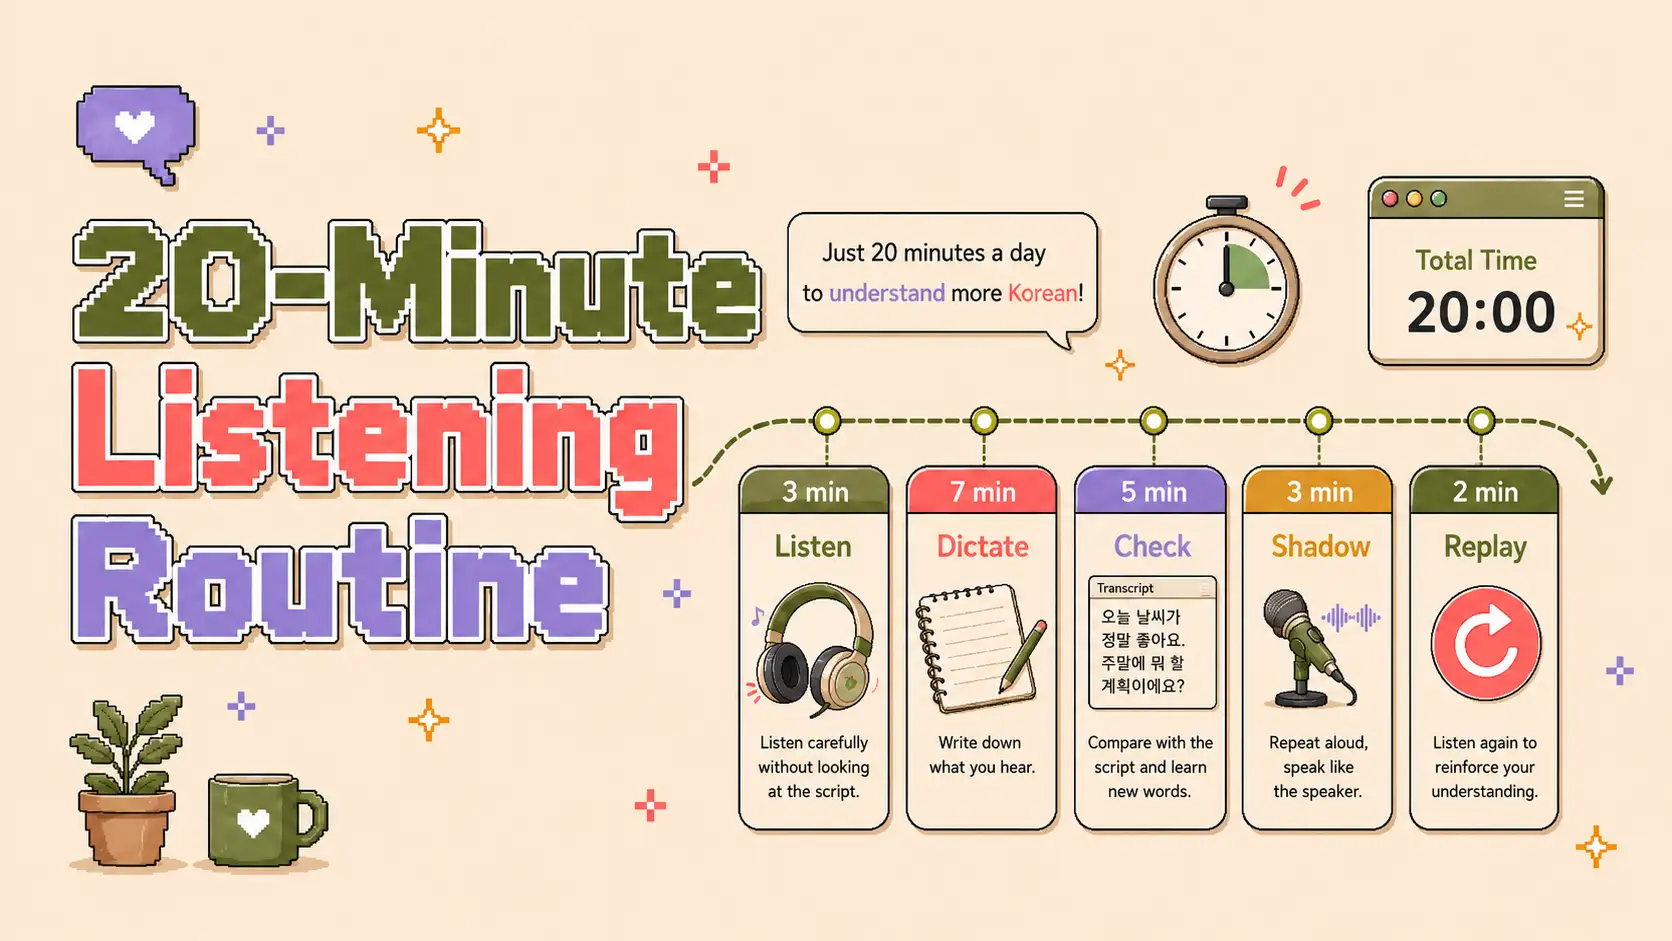 20-Minute
Listening
Routine
Just 20 minutes a day
to understand more Korean!
Total Time
20:00
3 min
Listen
Listen carefully
without looking
at the script.
7 min
Dictate
Write down
what you hear.
5 min
Check
Transcript
오늘 날씨가
정말 좋아요.
주말에 뭐 할
계획이에요?
Compare with the
script and learn
new words.
3 min
Shadow
Repeat aloud,
speak like
the speaker.
2 min
Replay
Listen again to
reinforce your
understanding.